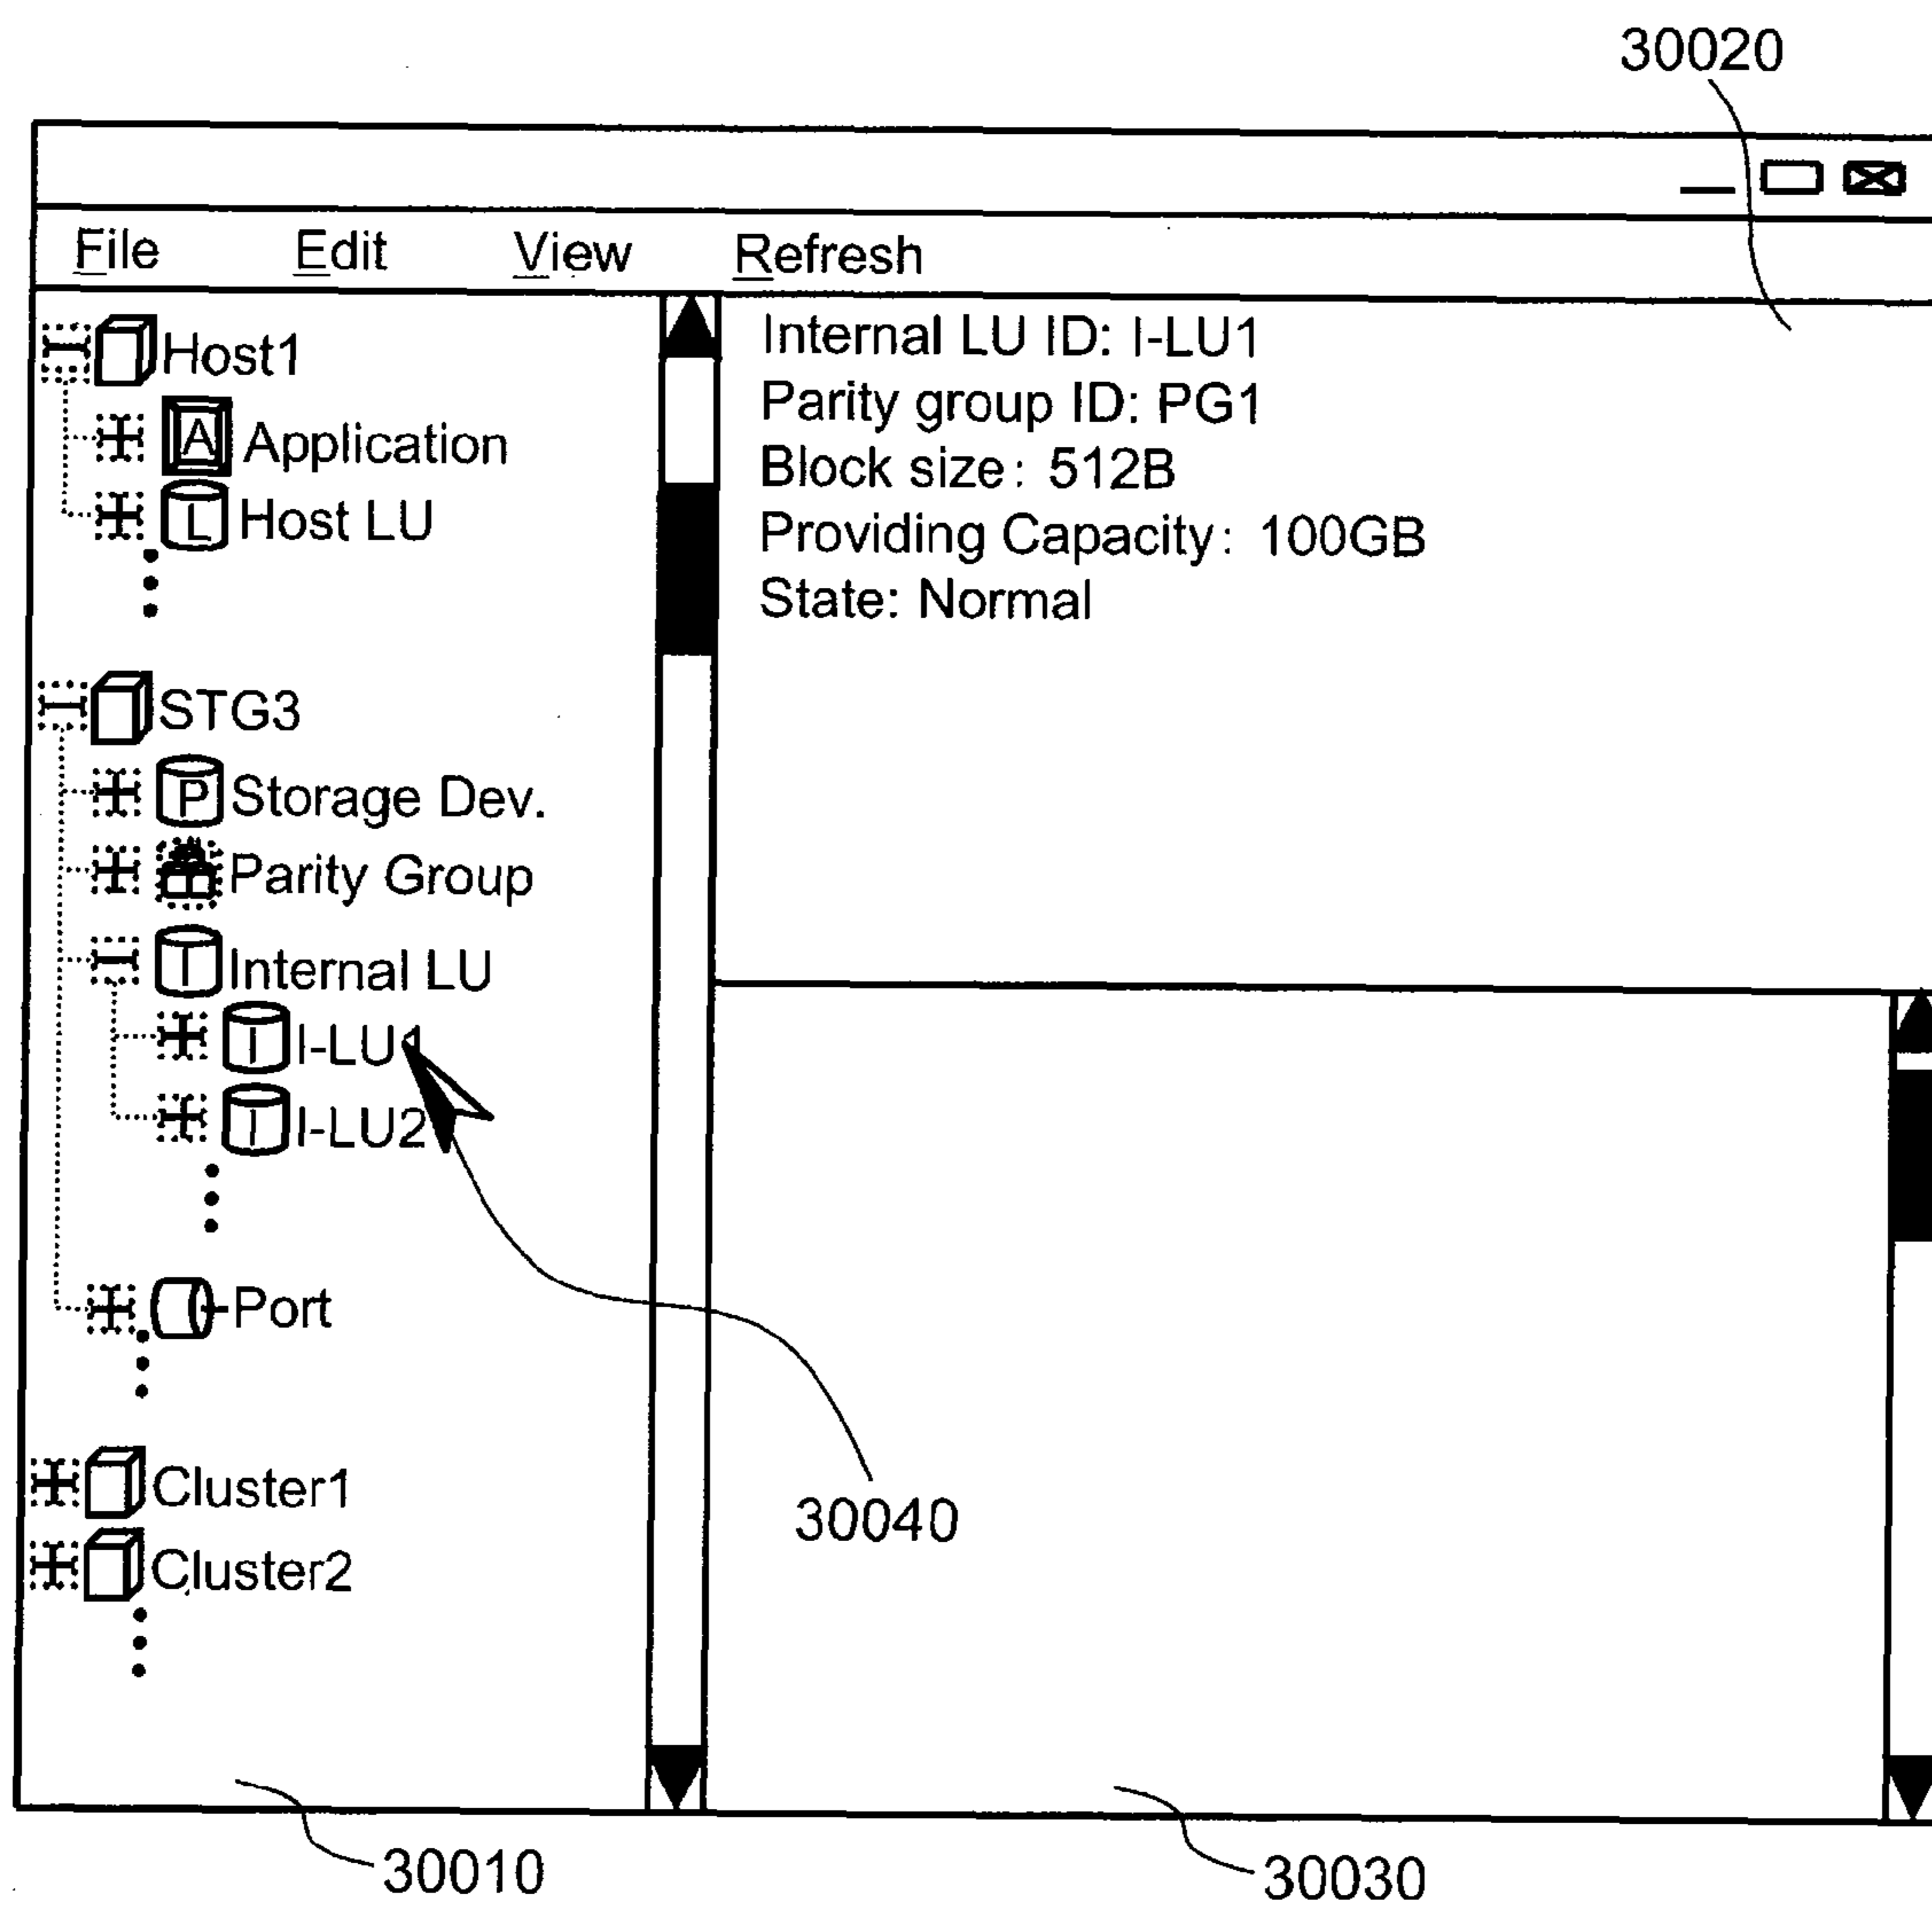 30020
File Edit View Refresh
Host1
A Application
L Host LU
STG3
P Storage Dev.
Parity Group
I Internal LU
I I-LU1
I I-LU2
Port
Cluster1
Cluster2
Internal LU ID: I-LU1
Parity group ID: PG1
Block size: 512B
Providing Capacity: 100GB
State: Normal
30040
30010
30030